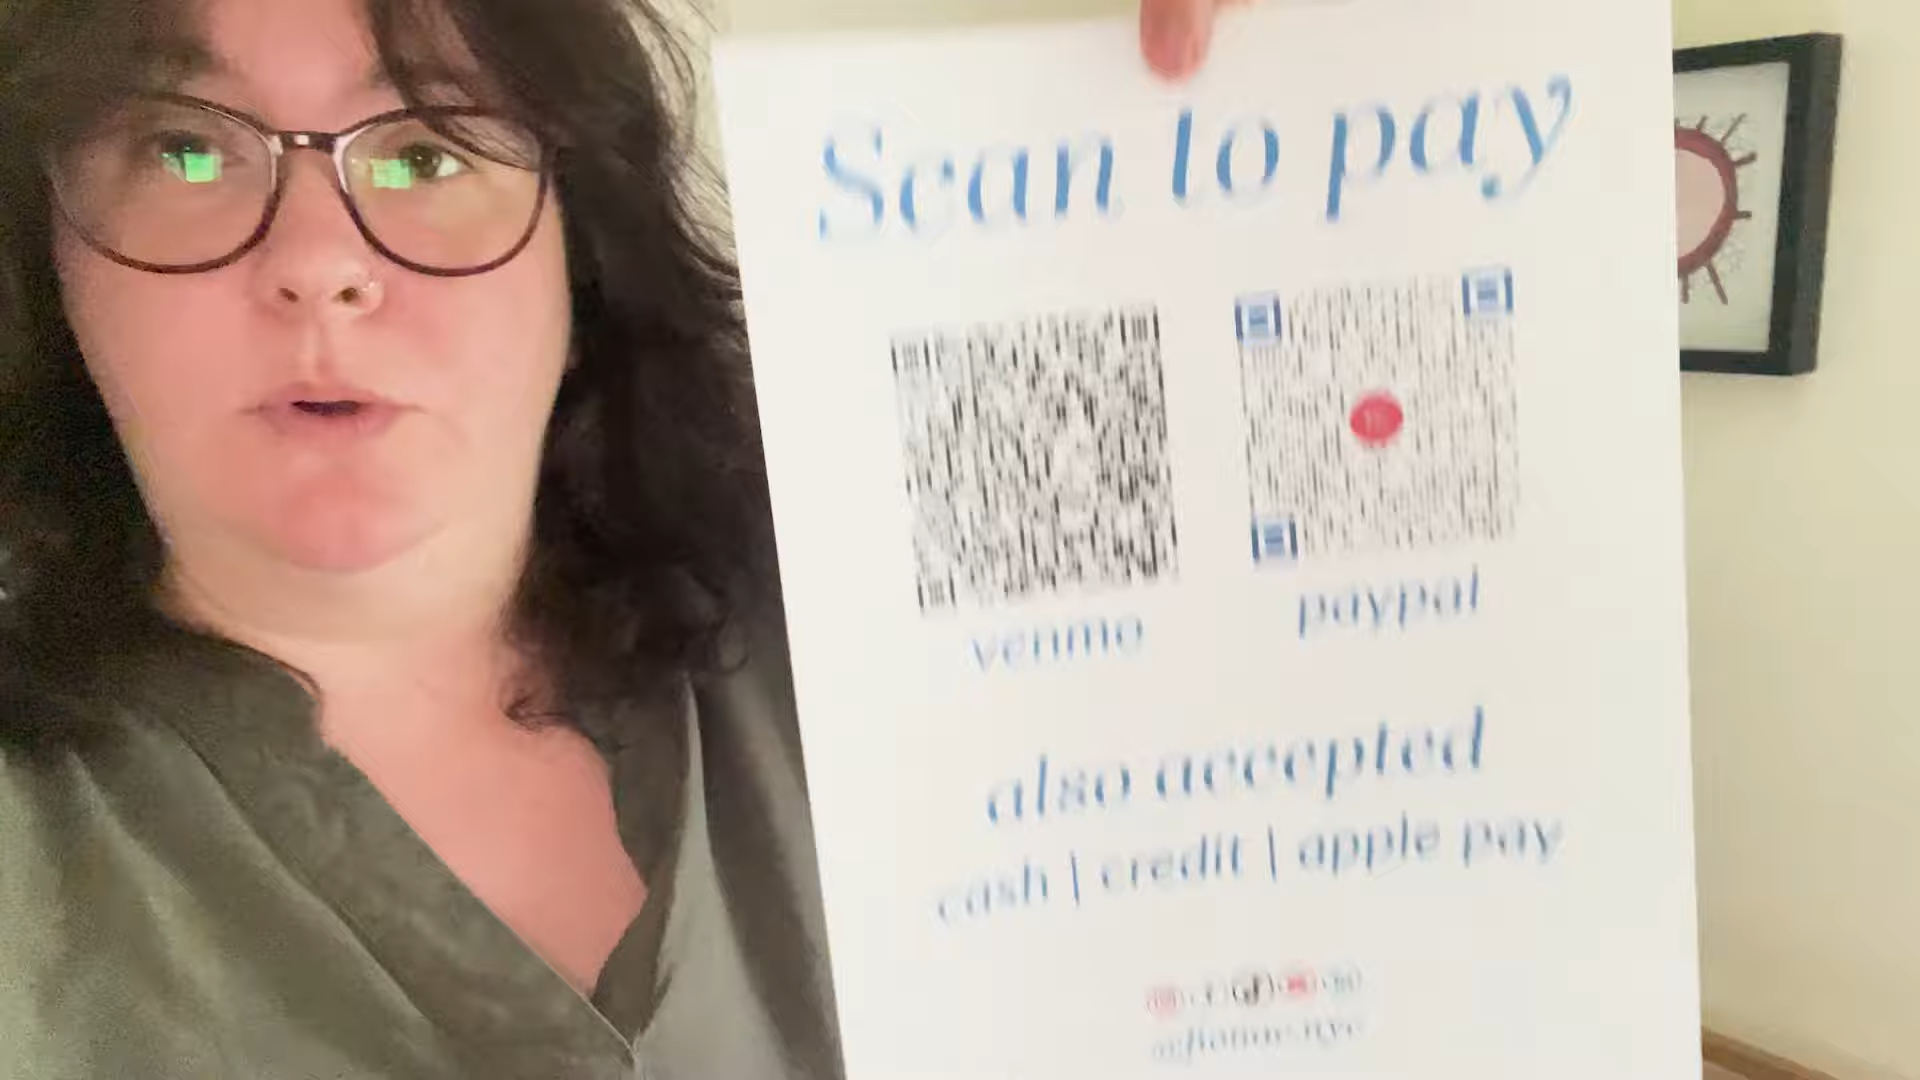 Scan to pay
venmo
paypal
also accepted
cash | credit | apple pay